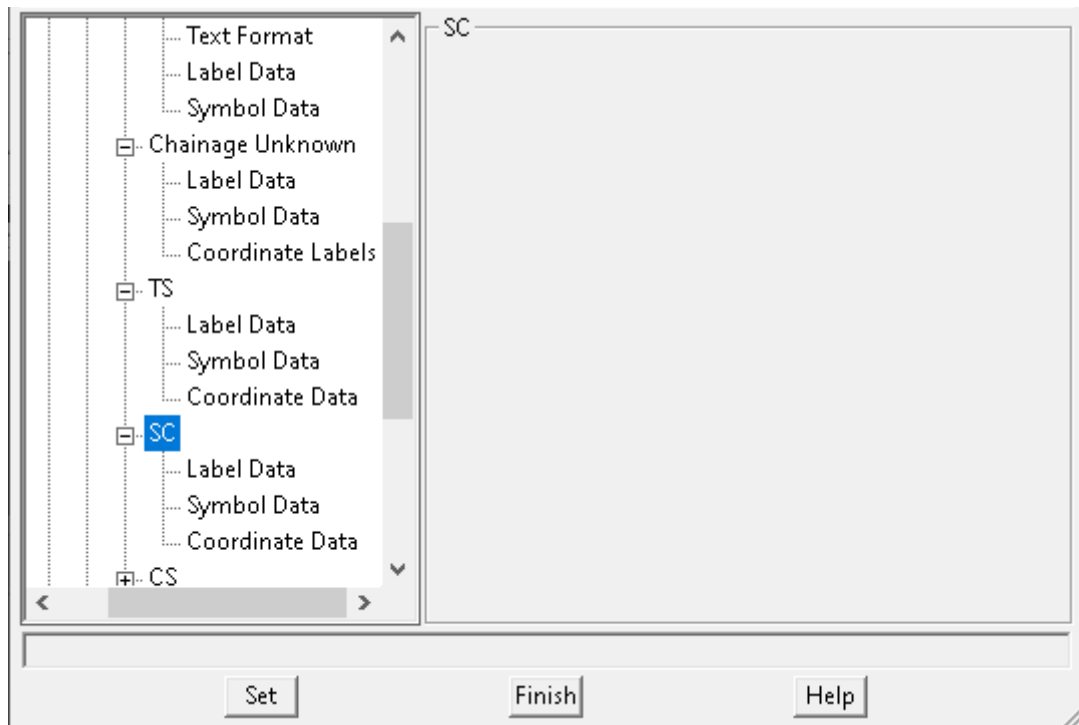 Text Format
Label Data
Symbol Data
Chainage Unknown
Label Data
Symbol Data
Coordinate Labels
TS
Label Data
Symbol Data
Coordinate Data
SC
Label Data
Symbol Data
Coordinate Data
CS
SC
Set
Finish
Help